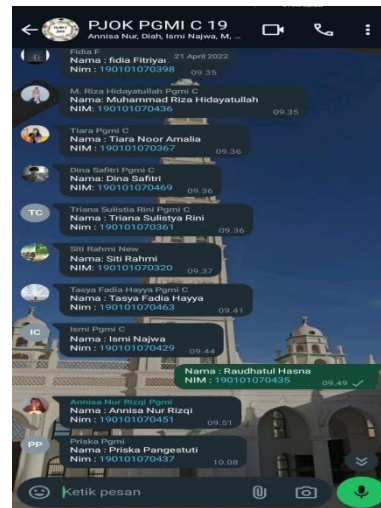 PJOK PGMI C 19
Annisa Nur, Diah, Ismi Najwa, M, ...
Fidia F
21 April 2022
Nama : fidia Fitriyai
Nim : 190101070398 09.35
M. Riza Hidayatullah Pgmi C
Nama: Muhammad Riza Hidayatullah
NIM: 190101070436 09.35
Tiara Pgmi C
Nama : Tiara Noor Amalia
NIM : 190101070367 09.36
Dina Safitri Pgmi C
Nama: Dina Safitri
NIM: 190101070469 09.36
TC
Triana Sulistia Rini Pgmi C
Nama : Triana Sulistya Rini
Nim : 190101070361 09.36
Siti Rahmi New
Nama: Siti Rahmi
NIM: 190101070320 09.37
Tasya Fadia Hayya Pgmi C
Nama : Tasya Fadia Hayya
NIM : 190101070463 09.41
IC
Ismi Pgmi C
Nama : Ismi Najwa
Nim : 190101070429 09.44
Nama : Raudhatul Hasna
NIM : 190101070435 09.49
Annisa Nur Rizqi Pgmi
Nama : Annisa Nur Rizqi
NIM : 190101070451 09.51
PP
Priska Pgmi
Nama : Priska Pangestuti
Nim : 190101070437 10.08
Ketik pesan